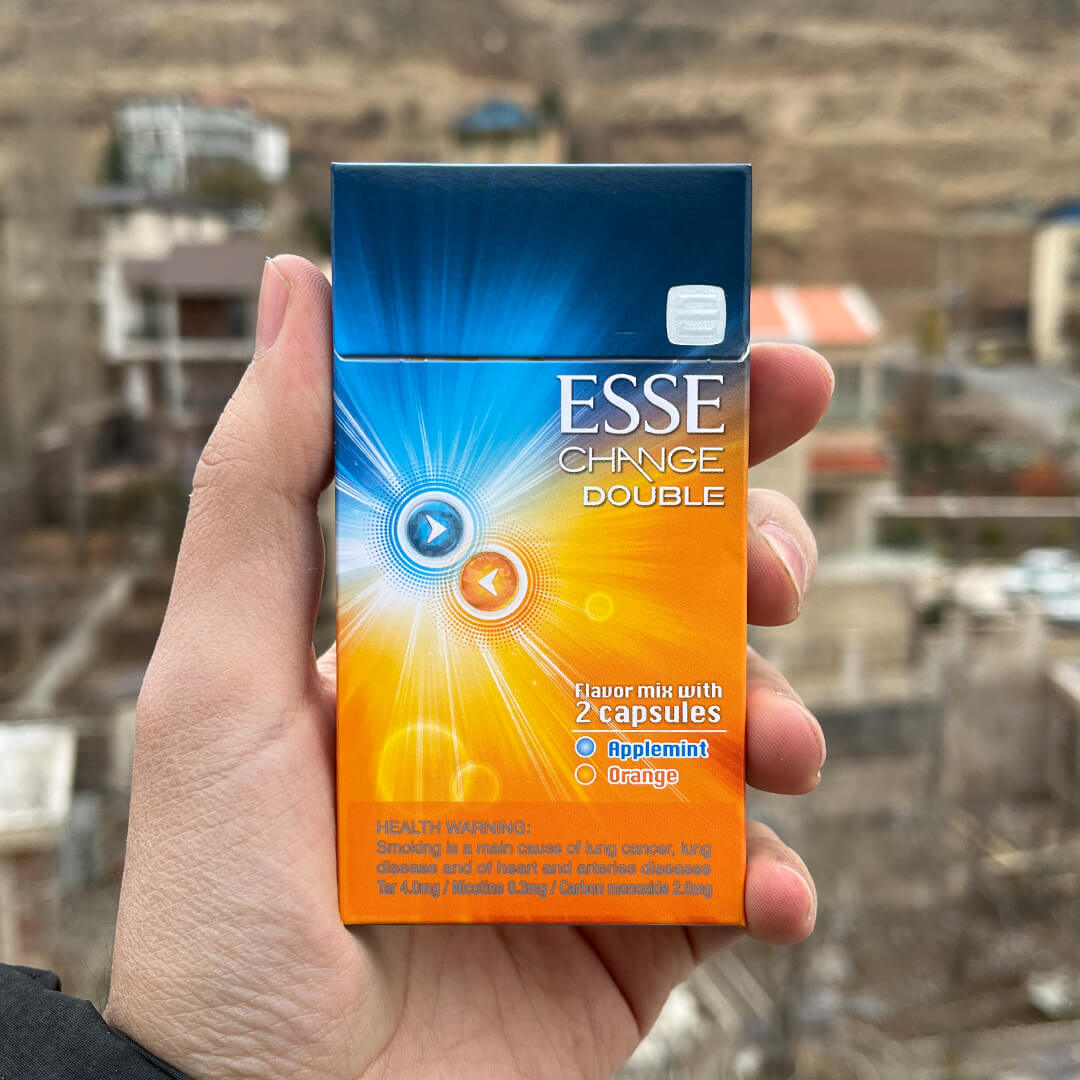 ESSE
CHANGE
DOUBLE
Flavor mix with
2 capsules
Applemint
Orange
HEALTH WARNING:
Smoking is a main cause of lung cancer, lung
disease and of heart and arteries diseases
Tar 4.0mg / Nicotine 0.3mg / Carbon monoxide 2.0mg